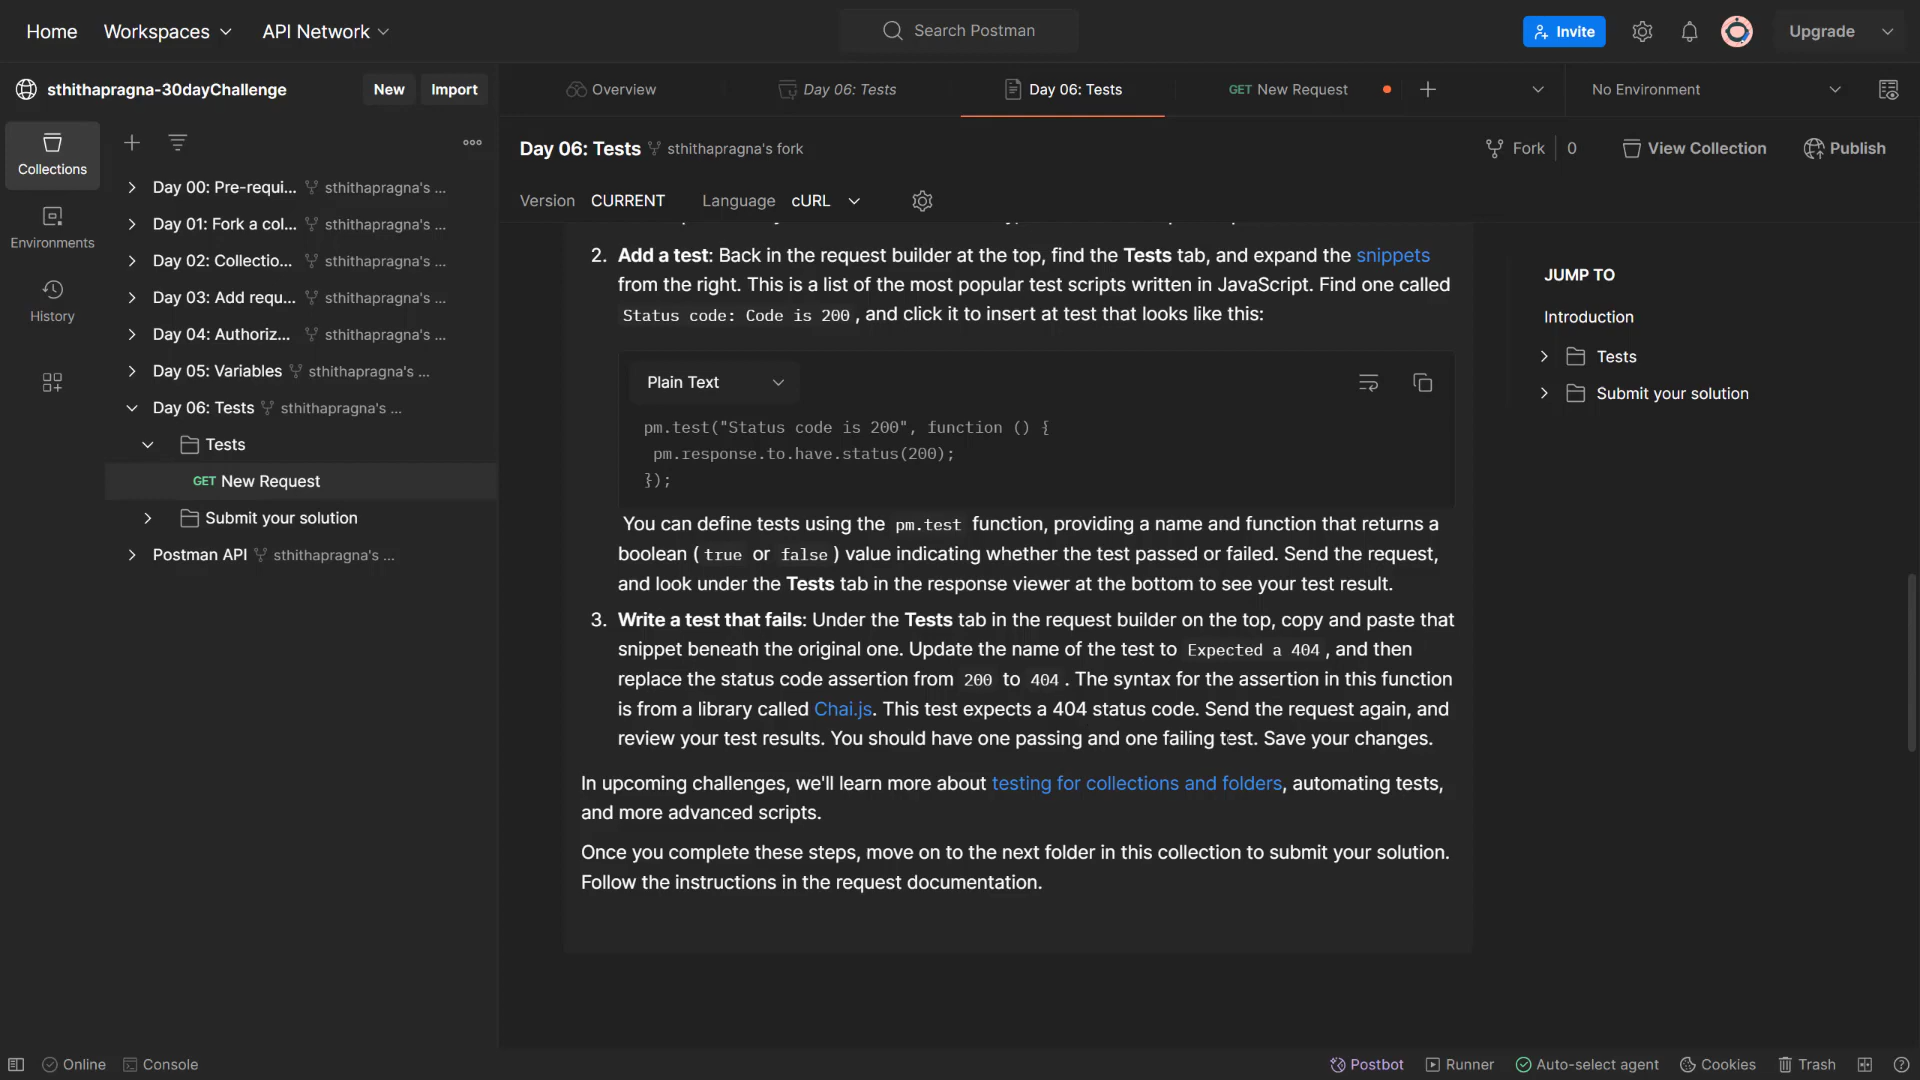 Home Workspaces API Network Search Postman Invite Upgrade
sthithapragna-30dayChallenge New Import
Overview Day 06: Tests Day 06: Tests GET New Request No Environment
Collections
Environments
History
Day 00: Pre-requi... sthithapragna's ...
Day 01: Fork a col... sthithapragna's ...
Day 02: Collectio... sthithapragna's ...
Day 03: Add requ... sthithapragna's ...
Day 04: Authoriz... sthithapragna's ...
Day 05: Variables sthithapragna's ...
Day 06: Tests sthithapragna's ...
Tests
GET New Request
Submit your solution
Postman API sthithapragna's ...
Day 06: Tests sthithapragna's fork Fork 0 View Collection Publish
Version CURRENT Language cURL
2. Add a test: Back in the request builder at the top, find the Tests tab, and expand the snippets
from the right. This is a list of the most popular test scripts written in JavaScript. Find one called
Status code: Code is 200 , and click it to insert at test that looks like this:
Plain Text
pm.test("Status code is 200", function () {
pm.response.to.have.status(200);
});
You can define tests using the pm.test function, providing a name and function that returns a
boolean ( true or false ) value indicating whether the test passed or failed. Send the request,
and look under the Tests tab in the response viewer at the bottom to see your test result.
3. Write a test that fails: Under the Tests tab in the request builder on the top, copy and paste that
snippet beneath the original one. Update the name of the test to Expected a 404 , and then
replace the status code assertion from 200 to 404 . The syntax for the assertion in this function
is from a library called Chai.js. This test expects a 404 status code. Send the request again, and
review your test results. You should have one passing and one failing test. Save your changes.
In upcoming challenges, we'll learn more about testing for collections and folders, automating tests,
and more advanced scripts.
Once you complete these steps, move on to the next folder in this collection to submit your solution.
Follow the instructions in the request documentation.
JUMP TO
Introduction
Tests
Submit your solution
Online Console Postbot Runner Auto-select agent Cookies Trash